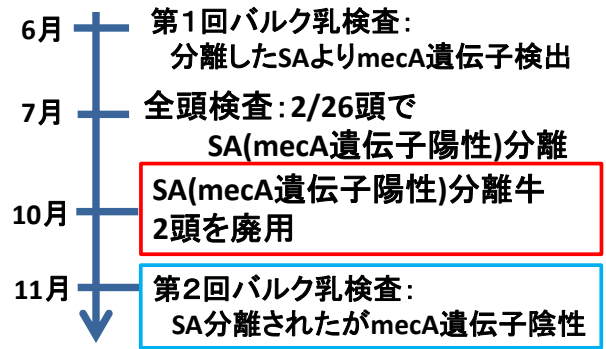 6月 第1回バルク乳検査:
分離したSAよりmecA遺伝子検出
7月 全頭検査:2/26頭で
SA(mecA遺伝子陽性)分離
SA(mecA遺伝子陽性)分離牛
10月 2頭を廃用
11月 第2回バルク乳検査:
SA分離されたがmecA遺伝子陰性